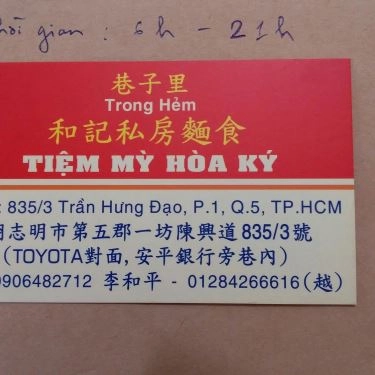 hời gian : 6h - 21h
巷子里
Trong Hẻm
和記私房麵食
TIỆM MỲ HÒA KÝ
: 835/3 Trần Hưng Đạo, P.1, Q.5, TP.HCM
胡志明市第五郡一坊陳興道835/3號
(TOYOTA對面, 安平銀行旁巷內)
0906482712 李和平 - 01284266616(越)